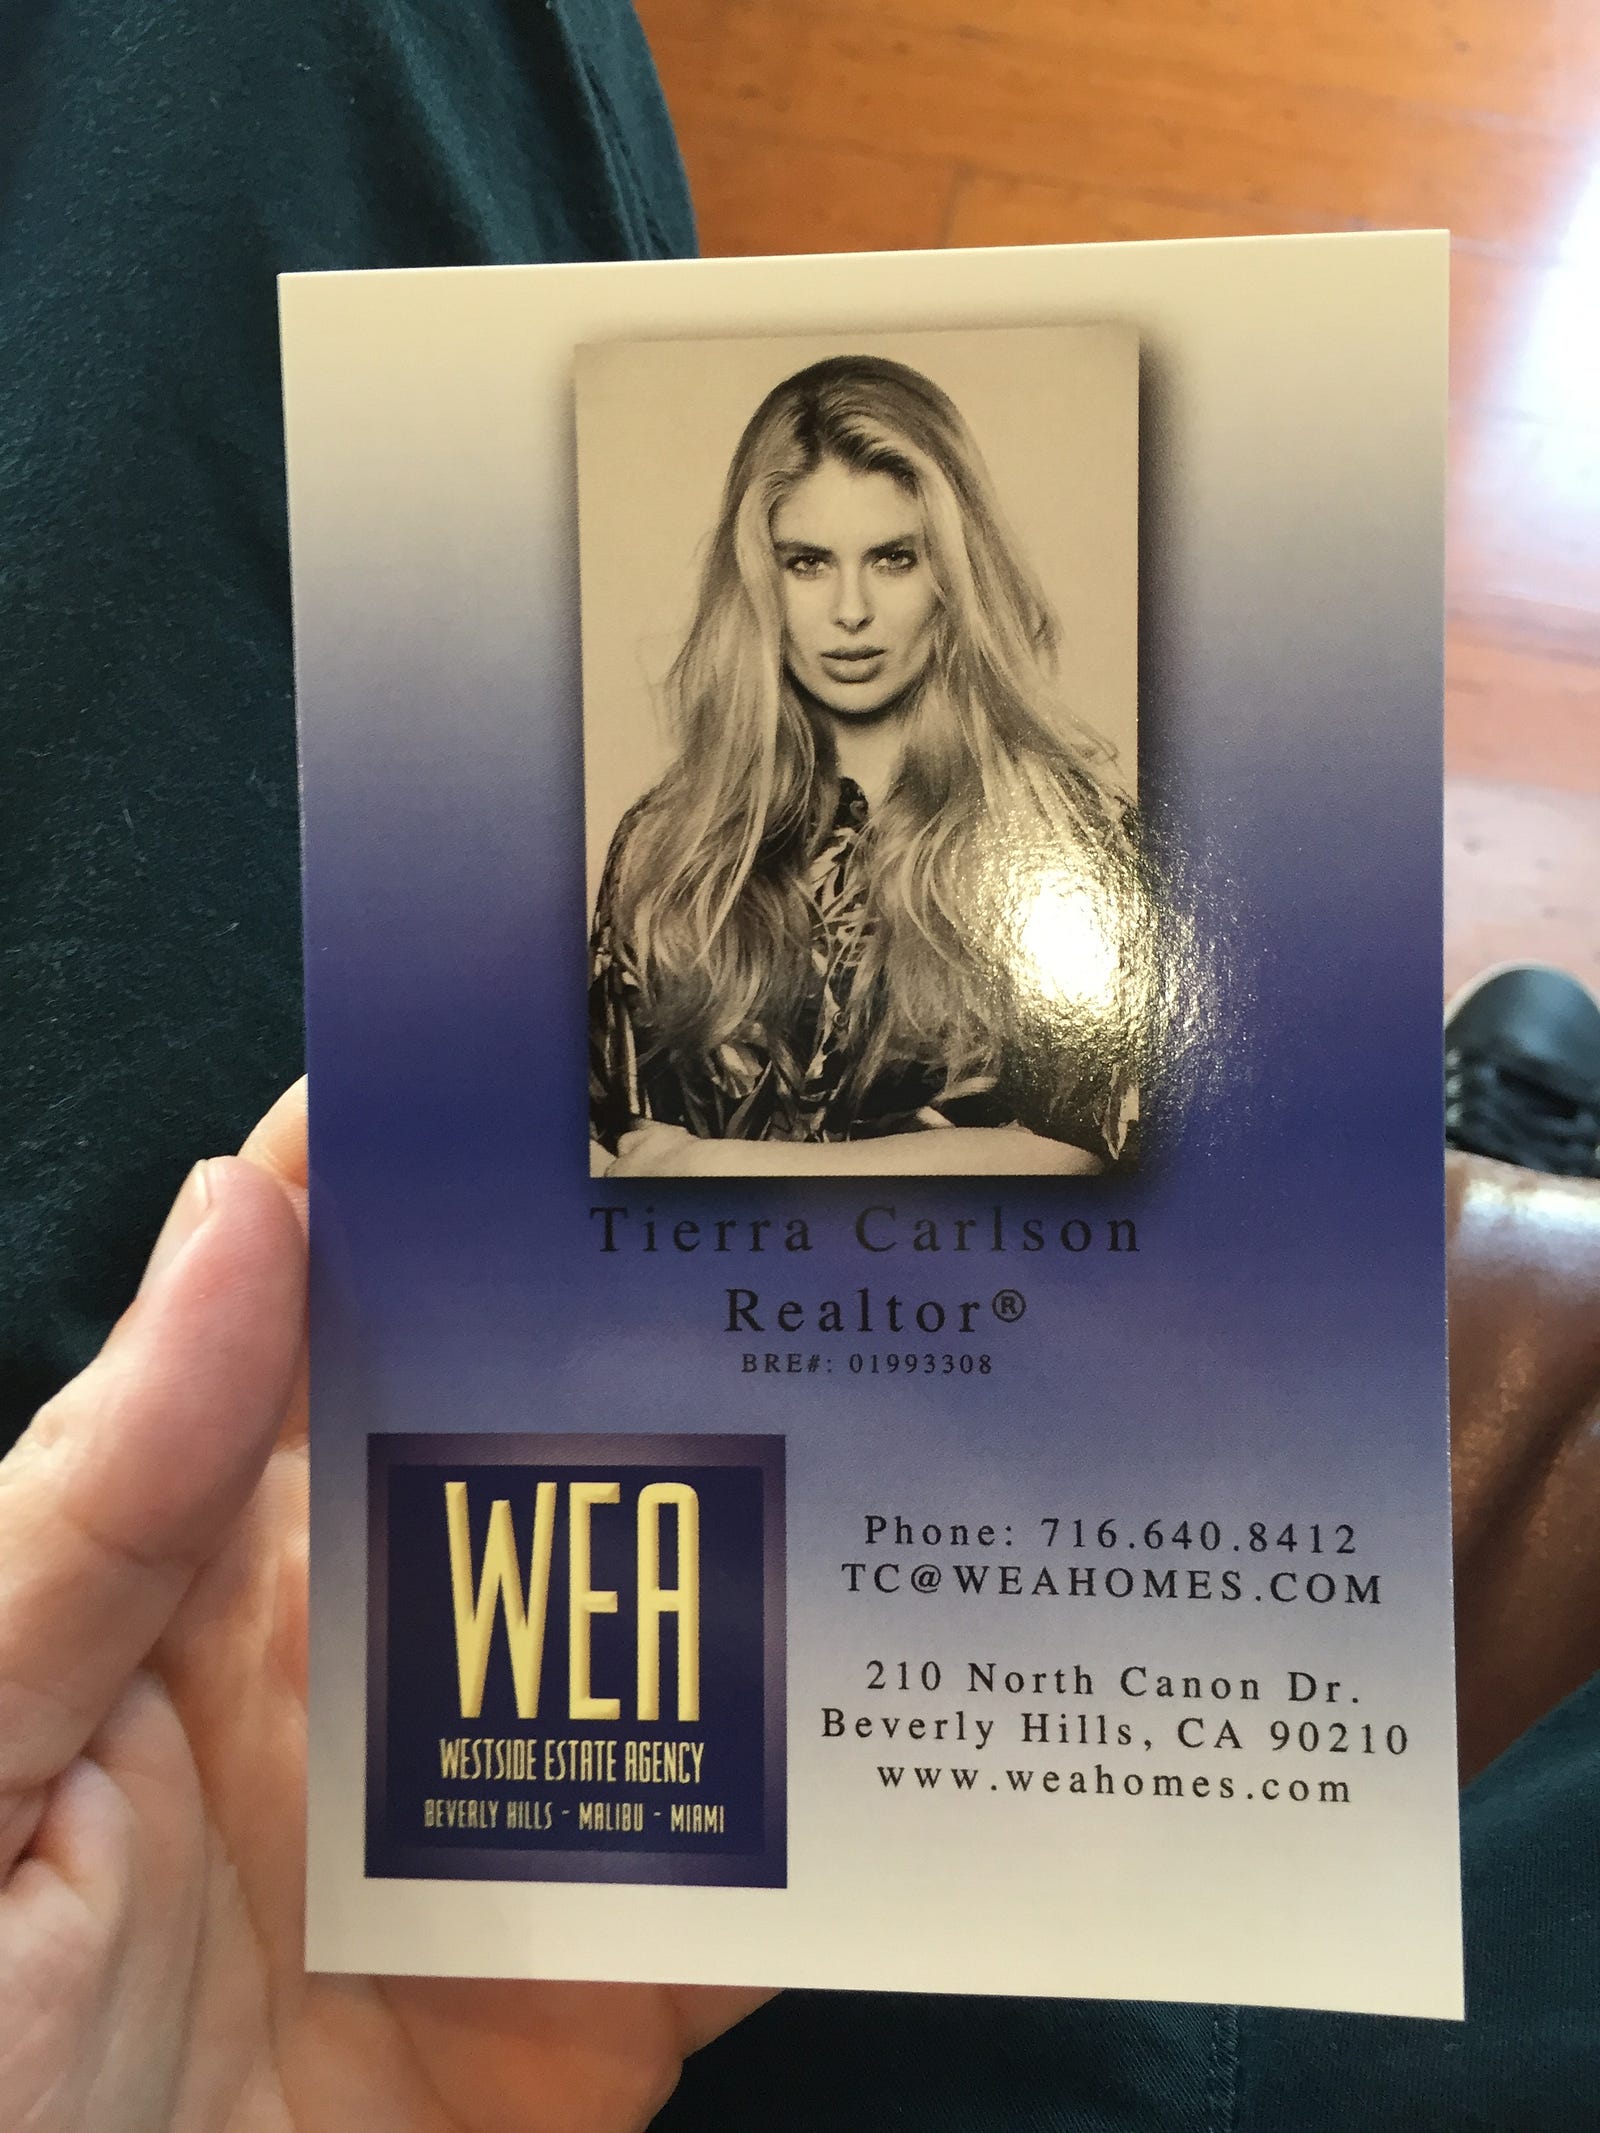 Tierra Carlson
Realtor®
BRE#: 01993308
WEA
WESTSIDE ESTATE AGENCY
BEVERLY HILLS - MALIBU - MIAMI
Phone: 716.640.8412
TC@WEAHOMES.COM
210 North Canon Dr.
Beverly Hills, CA 90210
www.weahomes.com